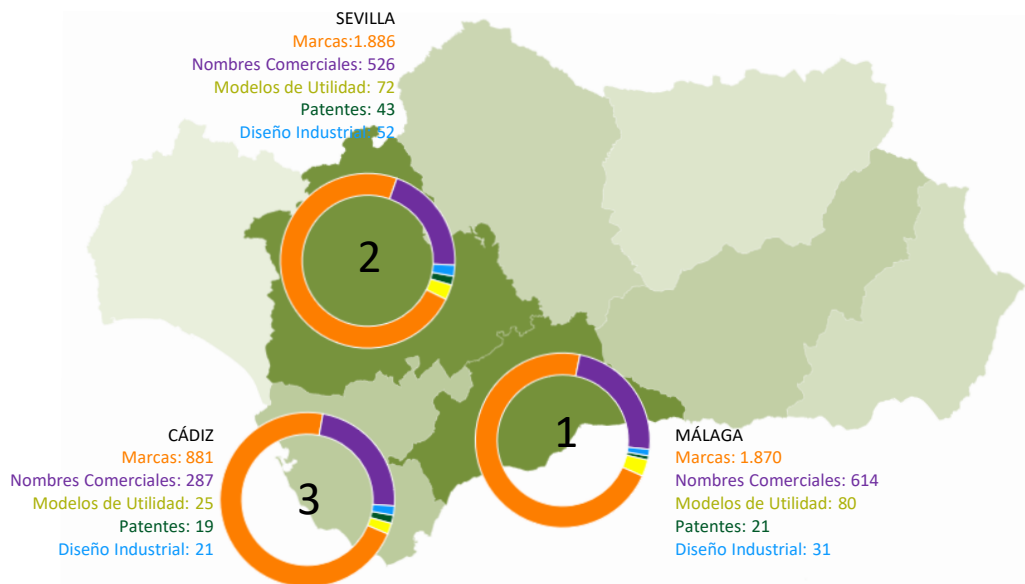 SEVILLA
Marcas:1.886
Nombres Comerciales: 526
Modelos de Utilidad: 72
Patentes: 43
Diseño Industrial: 52
2
1
CÁDIZ
Marcas: 881
Nombres Comerciales: 287
Modelos de Utilidad: 25
Patentes: 19
Diseño Industrial: 21
3
MÁLAGA
Marcas: 1.870
Nombres Comerciales: 614
Modelos de Utilidad: 80
Patentes: 21
Diseño Industrial: 31